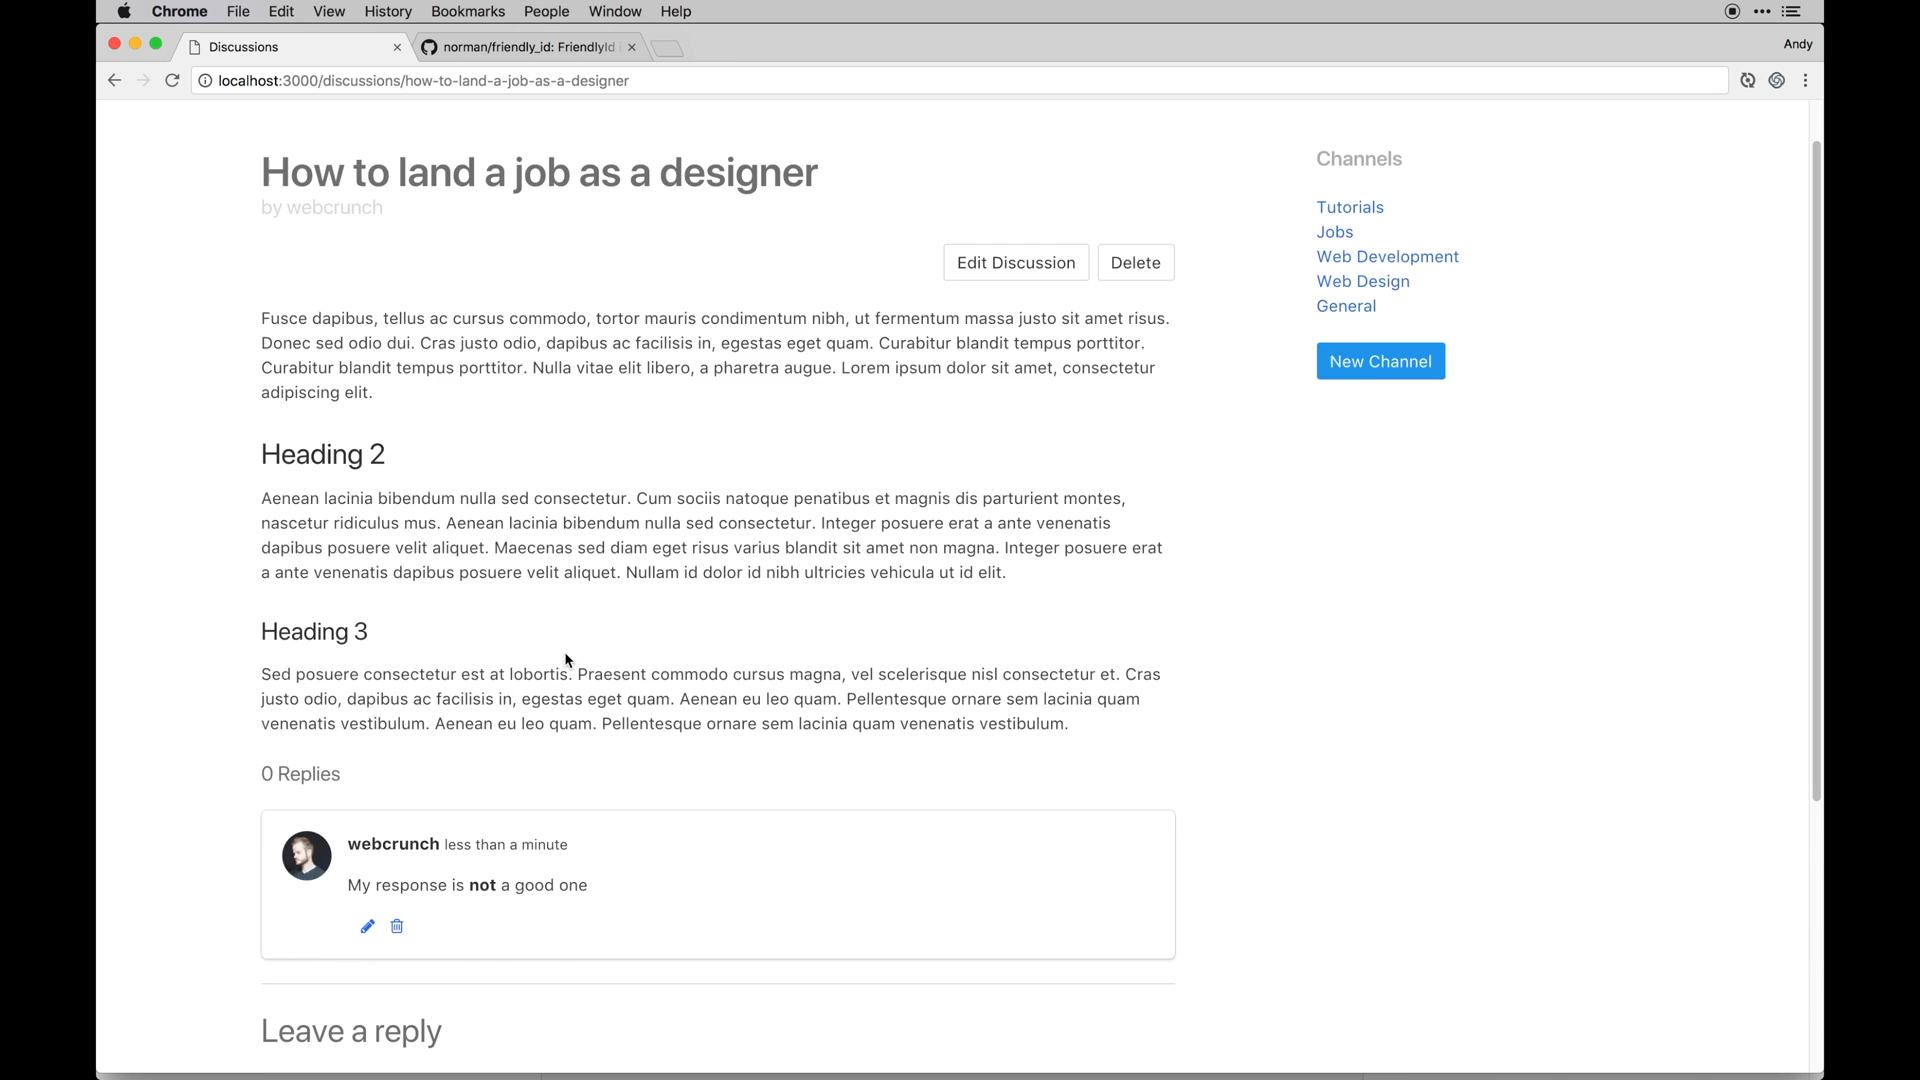 Chrome File Edit View History Bookmarks People Window Help
Discussions
norman/friendly_id: FriendlyId
Andy
localhost:3000/discussions/how-to-land-a-job-as-a-designer
How to land a job as a designer
by webcrunch
Edit Discussion
Delete
Fusce dapibus, tellus ac cursus commodo, tortor mauris condimentum nibh, ut fermentum massa justo sit amet risus.
Donec sed odio dui. Cras justo odio, dapibus ac facilisis in, egestas eget quam. Curabitur blandit tempus porttitor.
Curabitur blandit tempus porttitor. Nulla vitae elit libero, a pharetra augue. Lorem ipsum dolor sit amet, consectetur
adipiscing elit.
Heading 2
Aenean lacinia bibendum nulla sed consectetur. Cum sociis natoque penatibus et magnis dis parturient montes,
nascetur ridiculus mus. Aenean lacinia bibendum nulla sed consectetur. Integer posuere erat a ante venenatis
dapibus posuere velit aliquet. Maecenas sed diam eget risus varius blandit sit amet non magna. Integer posuere erat
a ante venenatis dapibus posuere velit aliquet. Nullam id dolor id nibh ultricies vehicula ut id elit.
Heading 3
Sed posuere consectetur est at lobortis. Praesent commodo cursus magna, vel scelerisque nisl consectetur et. Cras
justo odio, dapibus ac facilisis in, egestas eget quam. Aenean eu leo quam. Pellentesque ornare sem lacinia quam
venenatis vestibulum. Aenean eu leo quam. Pellentesque ornare sem lacinia quam venenatis vestibulum.
0 Replies
webcrunch less than a minute
My response is not a good one
Leave a reply
Channels
Tutorials
Jobs
Web Development
Web Design
General
New Channel